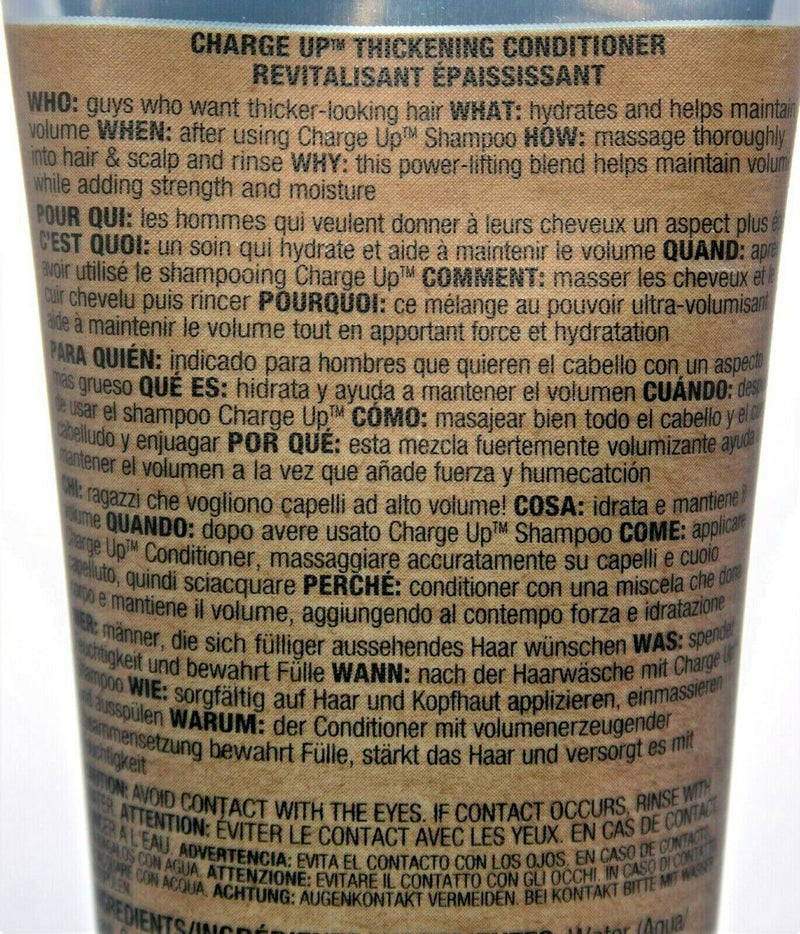 CHARGE UP™ THICKENING CONDITIONER
REVITALISANT ÉPAISSISSANT
WHO: guys who want thicker-looking hair WHAT: hydrates and helps maintain
volume WHEN: after using Charge Up™ Shampoo HOW: massage thoroughly
into hair & scalp and rinse WHY: this power-lifting blend helps maintain volume
while adding strength and moisture
POUR QUI: les hommes qui veulent donner à leurs cheveux un aspect plus
C'EST QUOI: un soin qui hydrate et aide à maintenir le volume QUAND:
avoir utilisé le shampooing Charge Up™ COMMENT: masser les cheveux et le
cuir chevelu puis rincer POURQUOI: ce mélange au pouvoir ultra-volumisant
aide à maintenir le volume tout en apportant force et hydratation
PARA QUIÉN: indicado para hombres que quieren el cabello con un aspecto
más grueso QUÉ ES: hidrata y ayuda a mantener el volumen CUÁNDO:
de usar el shampoo Charge Up™ CÓMO: masajear bien todo el cabello y el
cabelludo y enjuagar POR QUÉ: esta mezcla fuertemente volumizante ayuda a
mantener el volumen a la vez que añade fuerza y humecatción
CHI: ragazzi che vogliono capelli ad alto volume! COSA: idrata e mantiene il
volume QUANDO: dopo avere usato Charge Up™ Shampoo COME: applicare
Charge Up™ Conditioner, massaggiare accuratamente su capelli e cuoio
capelluto, quindi sciacquare PERCHÉ: conditioner con una miscela che dona
corpo e mantiene il volume, aggiungendo al contempo forza e idratazione
WER: männer, die sich fülliger aussehendes Haar wünschen WAS: spendet
Feuchtigkeit und bewahrt Fülle WANN: nach der Haarwäsche mit Charge Up™
Shampoo WIE: sorgfältig auf Haar und Kopfhaut applizieren, einmassieren
und ausspülen WARUM: der Conditioner mit volumenerzeugender
Zusammensetzung bewahrt Fülle, stärkt das Haar und versorgt es mit
Feuchtigkeit
CAUTION: AVOID CONTACT WITH THE EYES. IF CONTACT OCCURS, RINSE WITH
WATER. ATTENTION: ÉVITER LE CONTACT AVEC LES YEUX. EN CAS DE CONTACT,
RINCER À L'EAU. ADVERTENCIA: EVITA EL CONTACTO CON LOS OJOS. EN CASO DE CONTACTO,
CON AGUA. ATTENZIONE: EVITARE IL CONTATTO CON GLI OCCHI. IN CASO DI CONTATTO,
CON ACQUA. ACHTUNG: AUGENKONTAKT VERMEIDEN. BEI KONTAKT BITTE MIT WASSER
Water (Aqua/